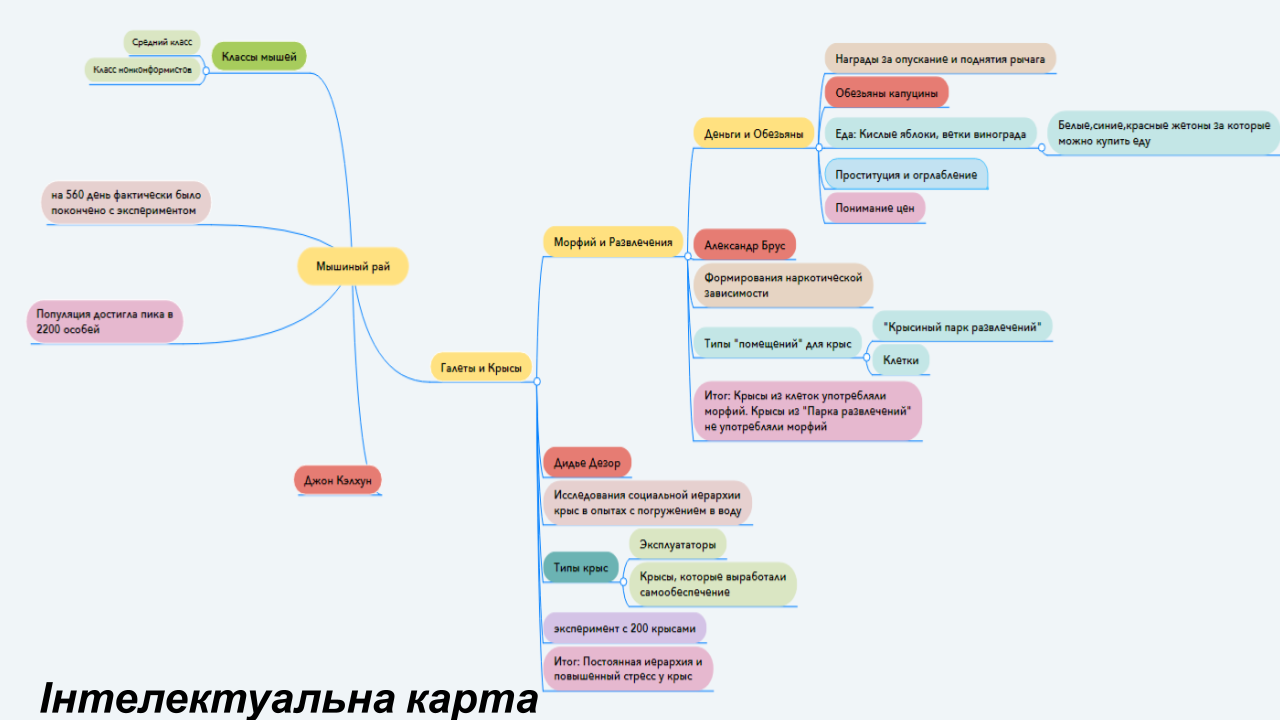 Средний класс
Класс нонконформистов
Классы мышей
на 560 день фактически было
покончено с экспериментом
Мышиный рай
Популяция достигла пика в
2200 особей
Джон Кэлхун
Галеты и Крысы
Морфий и Развлечения
Деньги и Обезьяны
Награды за опускание и поднятия рычага
Обезьяны капуцины
Еда: Кислые яблоки, ветки винограда
Белые,синие,красные жетоны за которые
можно купить еду
Проституция и огрлабление
Понимание цен
Александр Брус
Формирования наркотической
зависимости
Типы "помещений" для крыс
"Крысиный парк развлечений"
Клетки
Итог: Крысы из клеток употребляли
морфий. Крысы из "Парка развлечений"
не употребляли морфий
Дидье Дезор
Исследования социальной иерархии
крыс в опытах с погружением в воду
Типы крыс
Эксплуататоры
Крысы, которые выработали
самообеспечение
эксперимент с 200 крысами
Итог: Постоянная иерархия и
повышенный стресс у крыс
Інтелектуальна карта